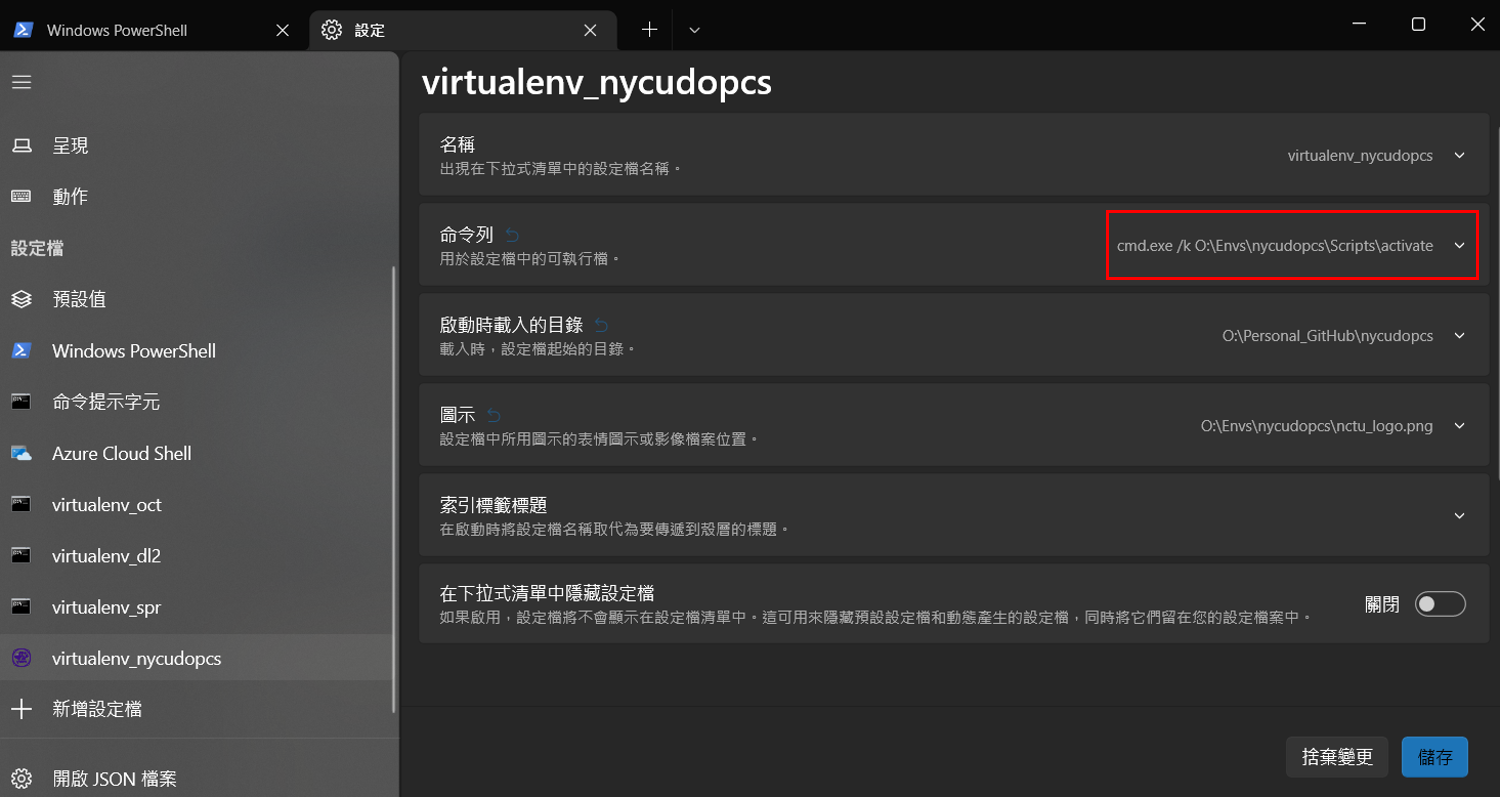 Windows PowerShell
設定
呈現
動作
設定檔
預設值
Windows PowerShell
命令提示字元
Azure Cloud Shell
virtualenv_oct
virtualenv_dl2
virtualenv_spr
virtualenv_nycudopcs
新增設定檔
開啟 JSON 檔案
virtualenv_nycudopcs
名稱
出現在下拉式清單中的設定檔名稱。
virtualenv_nycudopcs
命令列
用於設定檔中的可執行檔。
cmd.exe /k O:\Envs\nycudopcs\Scripts\activate
啟動時載入的目錄
載入時，設定檔起始的目錄。
O:\Personal_GitHub\nycudopcs
圖示
設定檔中所用圖示的表情圖示或影像檔案位置。
O:\Envs\nycudopcs\nctu_logo.png
索引標籤標題
在啟動時將設定檔名稱取代為要傳遞到殼層的標題。
在下拉式清單中隱藏設定檔
如果啟用，設定檔將不會顯示在設定檔清單中。這可用來隱藏預設設定檔和動態產生的設定檔，同時將它們留在您的設定檔案中。
關閉
捨棄變更
儲存